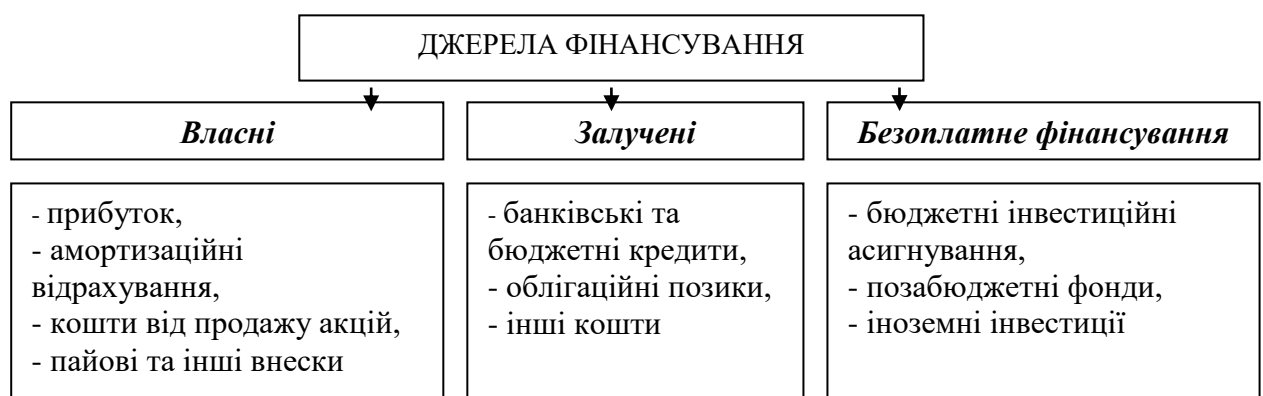 ДЖЕРЕЛА ФІНАНСУВАННЯ
Власні
Залучені
Безоплатне фінансування
- прибуток,
- амортизаційні
відрахування,
- кошти від продажу акцій,
- пайові та інші внески
- банківські та
бюджетні кредити,
- облігаційні позики,
- інші кошти
- бюджетні інвестиційні
асигнування,
- позабюджетні фонди,
- іноземні інвестиції